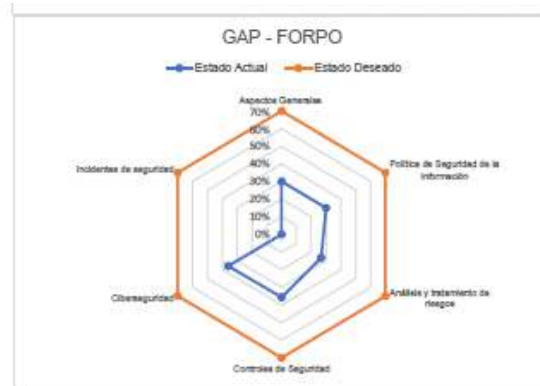 GAP - FORPO
Estado Actual
Estado Deseado
Aspectos Generales
70%
60%
50%
40%
30%
20%
10%
0%
Política de Seguridad de la
Información
Análisis y tratamiento de
riesgos
Controles de Seguridad
Ciberseguridad
Incidentes de seguridad